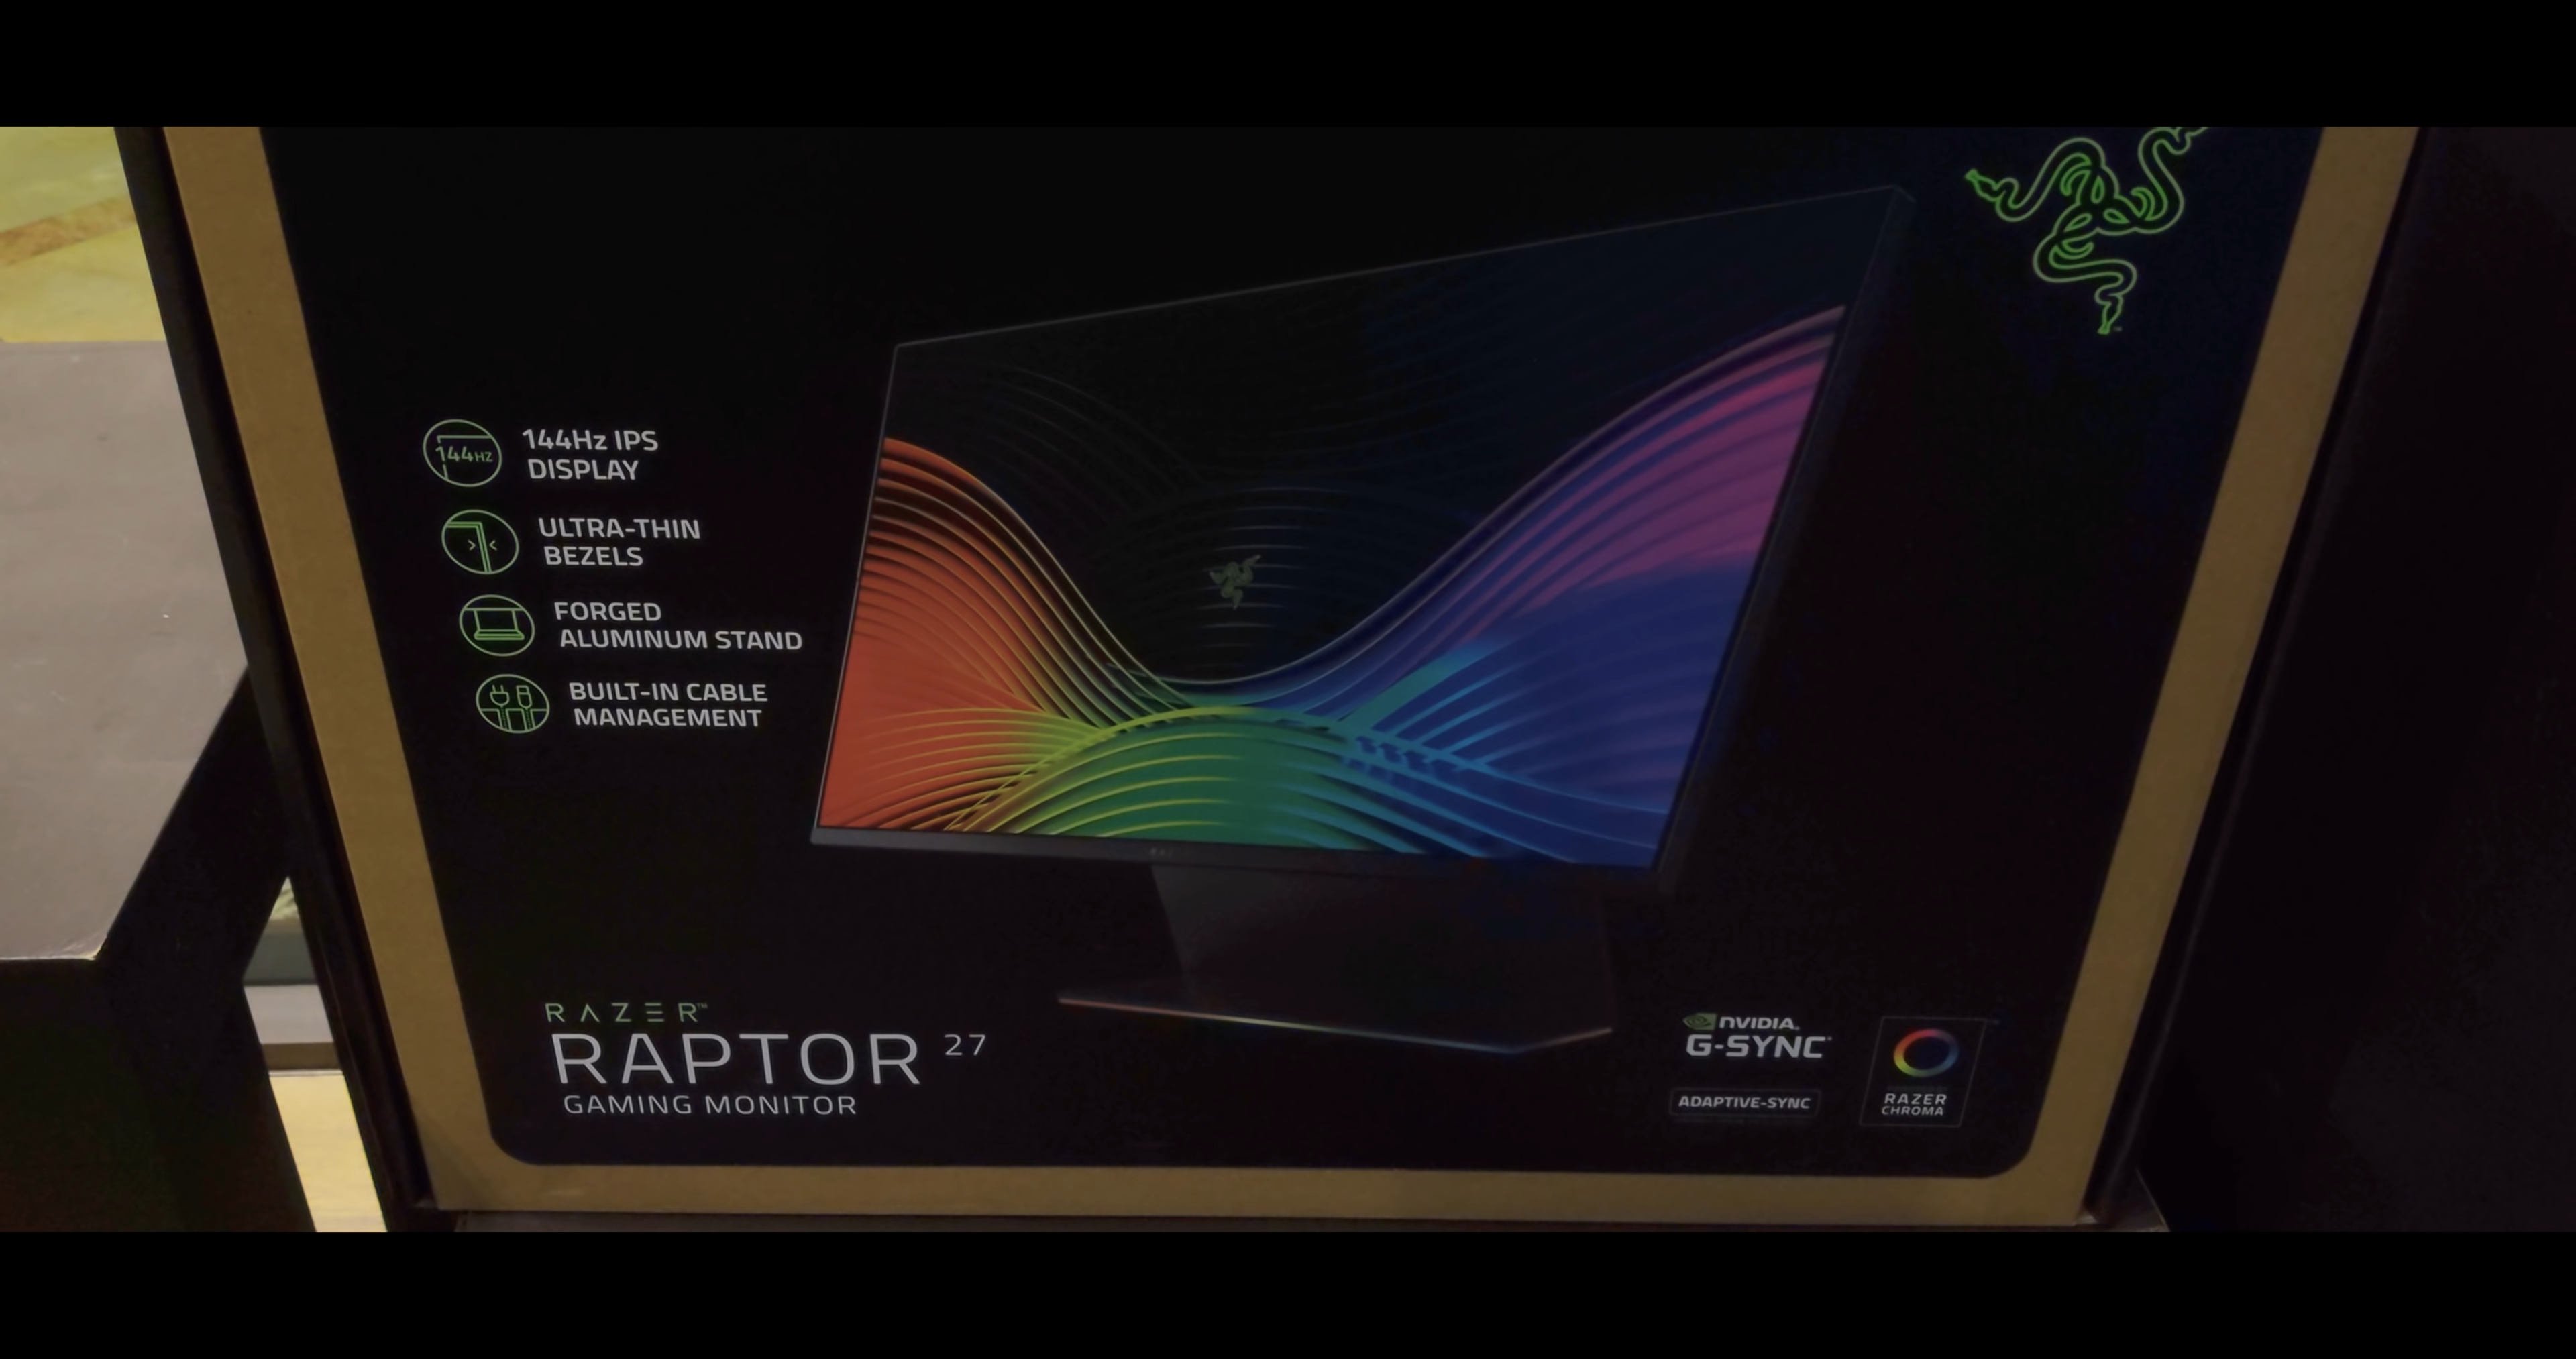 144HZ
144Hz IPS
DISPLAY
ULTRA-THIN
BEZELS
FORGED
ALUMINUM STAND
BUILT-IN CABLE
MANAGEMENT
RAZER™
RAPTOR 27
GAMING MONITOR
NVIDIA.
G-SYNC
ADAPTIVE-SYNC
RAZER
CHROMA